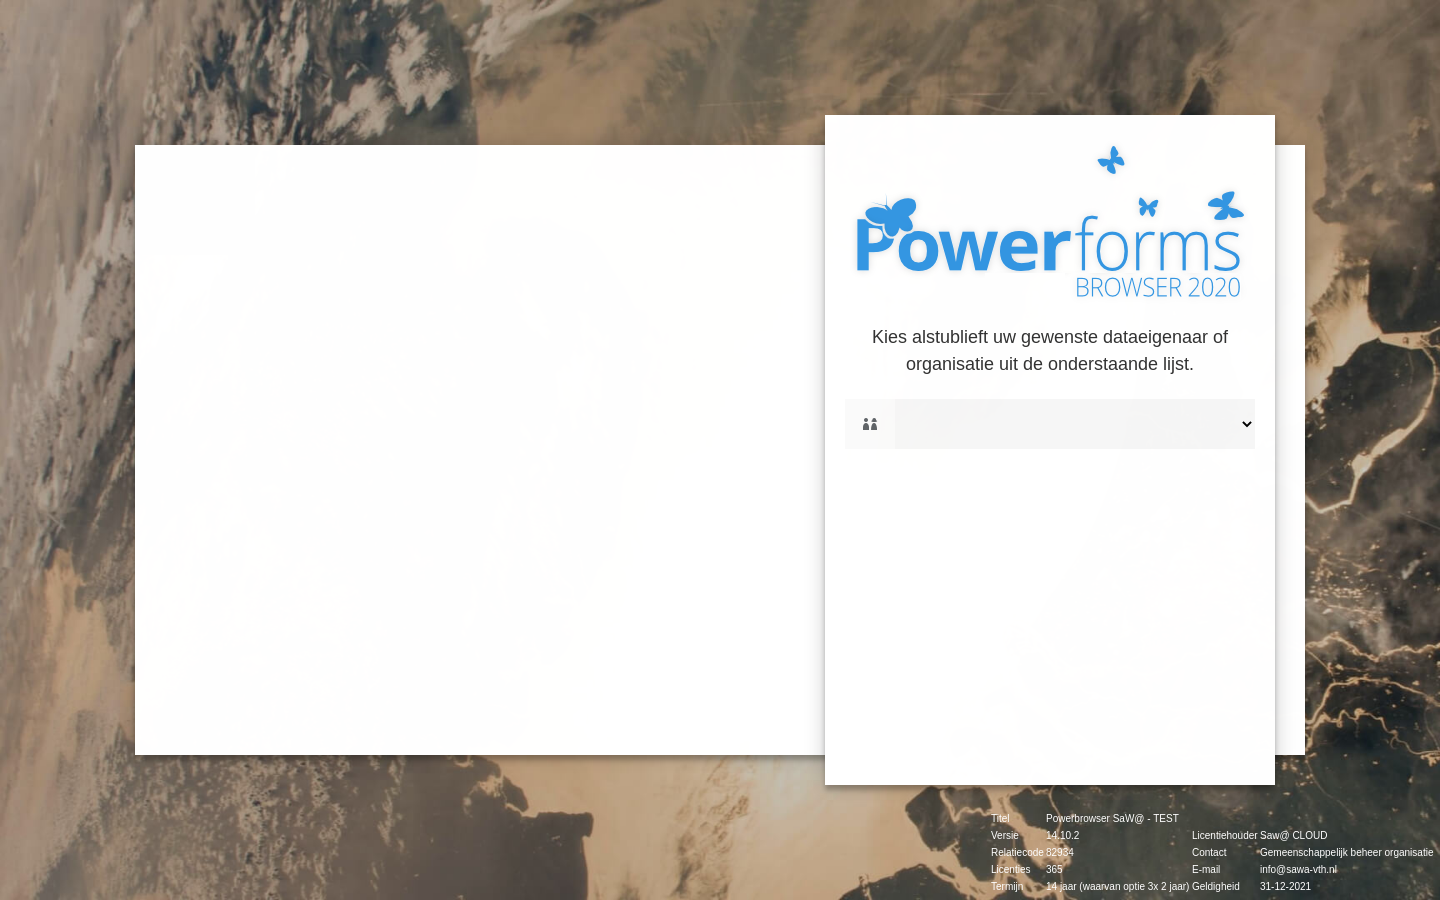 Powerforms
BROWSER 2020
Kies alstublieft uw gewenste dataeigenaar of
organisatie uit de onderstaande lijst.
Titel Powerbrowser SaW@ - TEST
Versie 14.10.2 Licentiehouder Saw@ CLOUD
Relatiecode 82934 Contact Gemeenschappelijk beheer organisatie
Licenties 365 E-mail info@sawa-vth.nl
Termijn 14 jaar (waarvan optie 3x 2 jaar) Geldigheid 31-12-2021